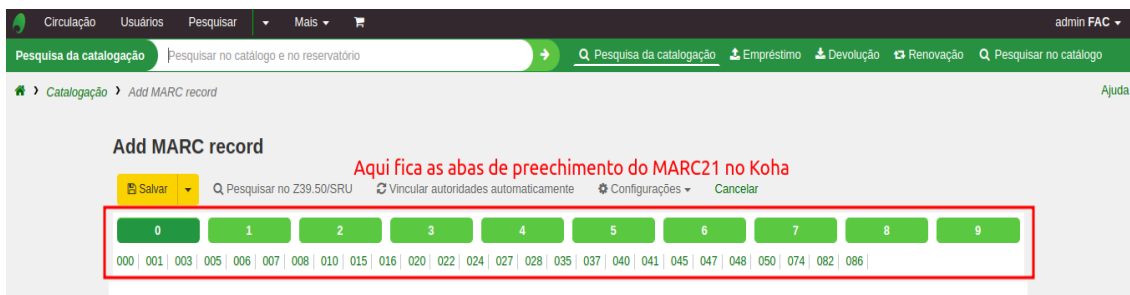 Circulação Usuários Pesquisar Mais admin FAC
Pesquisa da catalogação Pesquisar no catálogo e no reservatório Pesquisa da catalogação Empréstimo Devolução Renovação Pesquisar no catálogo
Catalogação Add MARC record Ajuda
Add MARC record
Aqui fica as abas de preechimento do MARC21 no Koha
Salvar Pesquisar no Z39.50/SRU Vincular autoridades automaticamente Configurações Cancelar
0 1 2 3 4 5 6 7 8 9
000 001 003 005 006 007 008 010 015 016 020 022 024 027 028 035 037 040 041 045 047 048 050 074 082 086